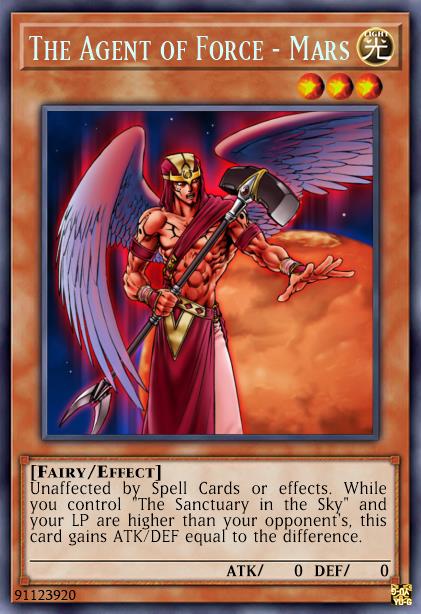 THE AGENT OF FORCE - MARS
LIGHT
光
[FAIRY/EFFECT]
Unaffected by Spell Cards or effects. While
you control "The Sanctuary in the Sky" and
your LP are higher than your opponent's, this
card gains ATK/DEF equal to the difference.
ATK/ 0 DEF/ 0
91123920